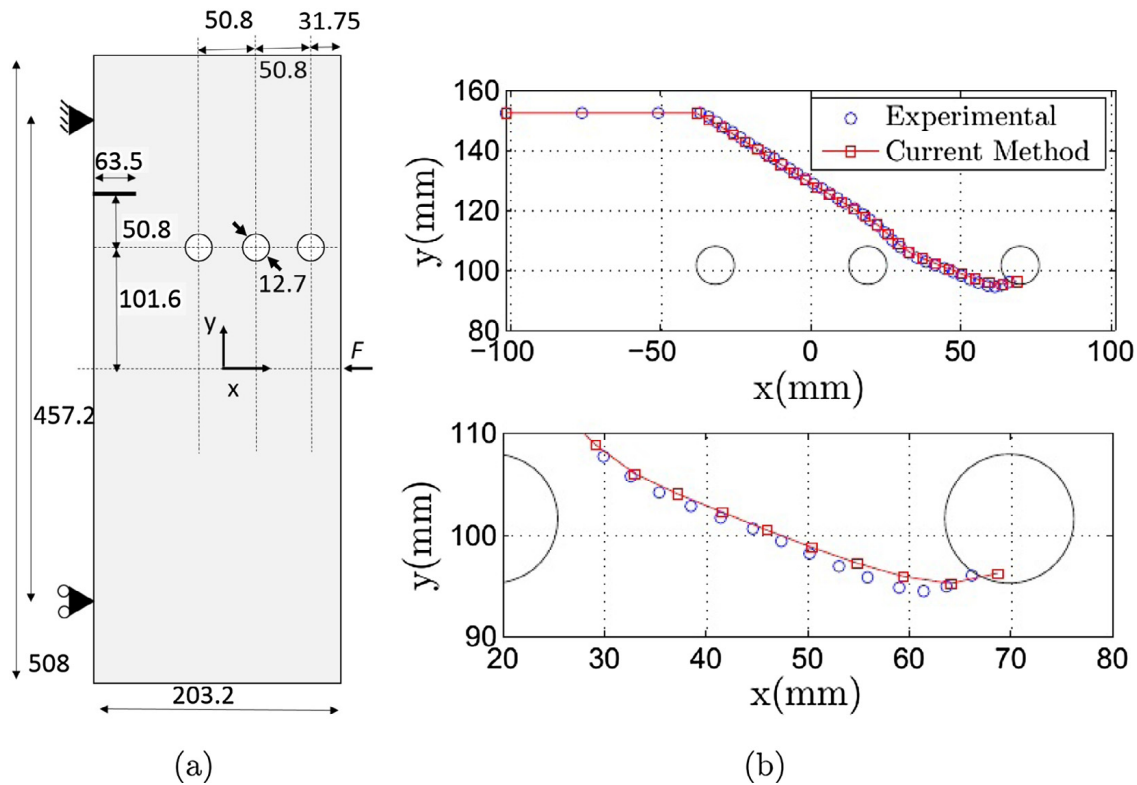 50.8 31.75
50.8
63.5
50.8
12.7
101.6
y
F
x
457.2
508
203.2
(a)
160
140
120
100
80
y(mm)
Experimental
Current Method
−100 −50 0 50 100
x(mm)
110
100
90
y(mm)
20 30 40 50 60 70 80
x(mm)
(b)